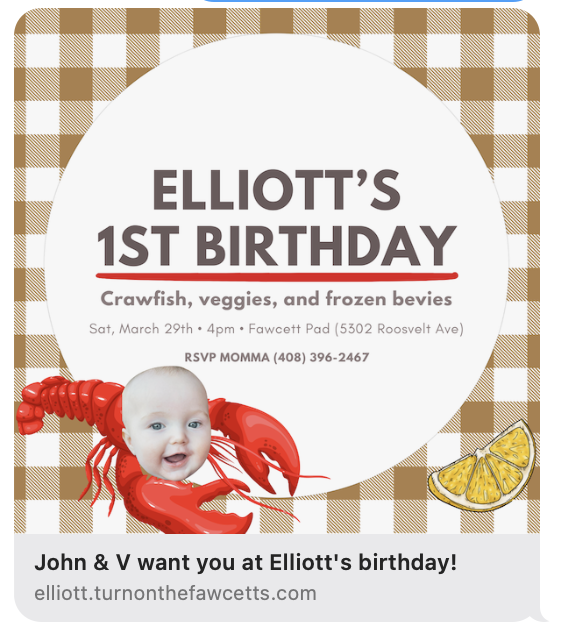 ELLIOTT'S
1ST BIRTHDAY
Crawfish, veggies, and frozen bevies
Sat, March 29th • 4pm • Fawcett Pad (5302 Roosvelt Ave)
RSVP MOMMA (408) 396-2467
John & V want you at Elliott's birthday!
elliott.turnonthefawcetts.com